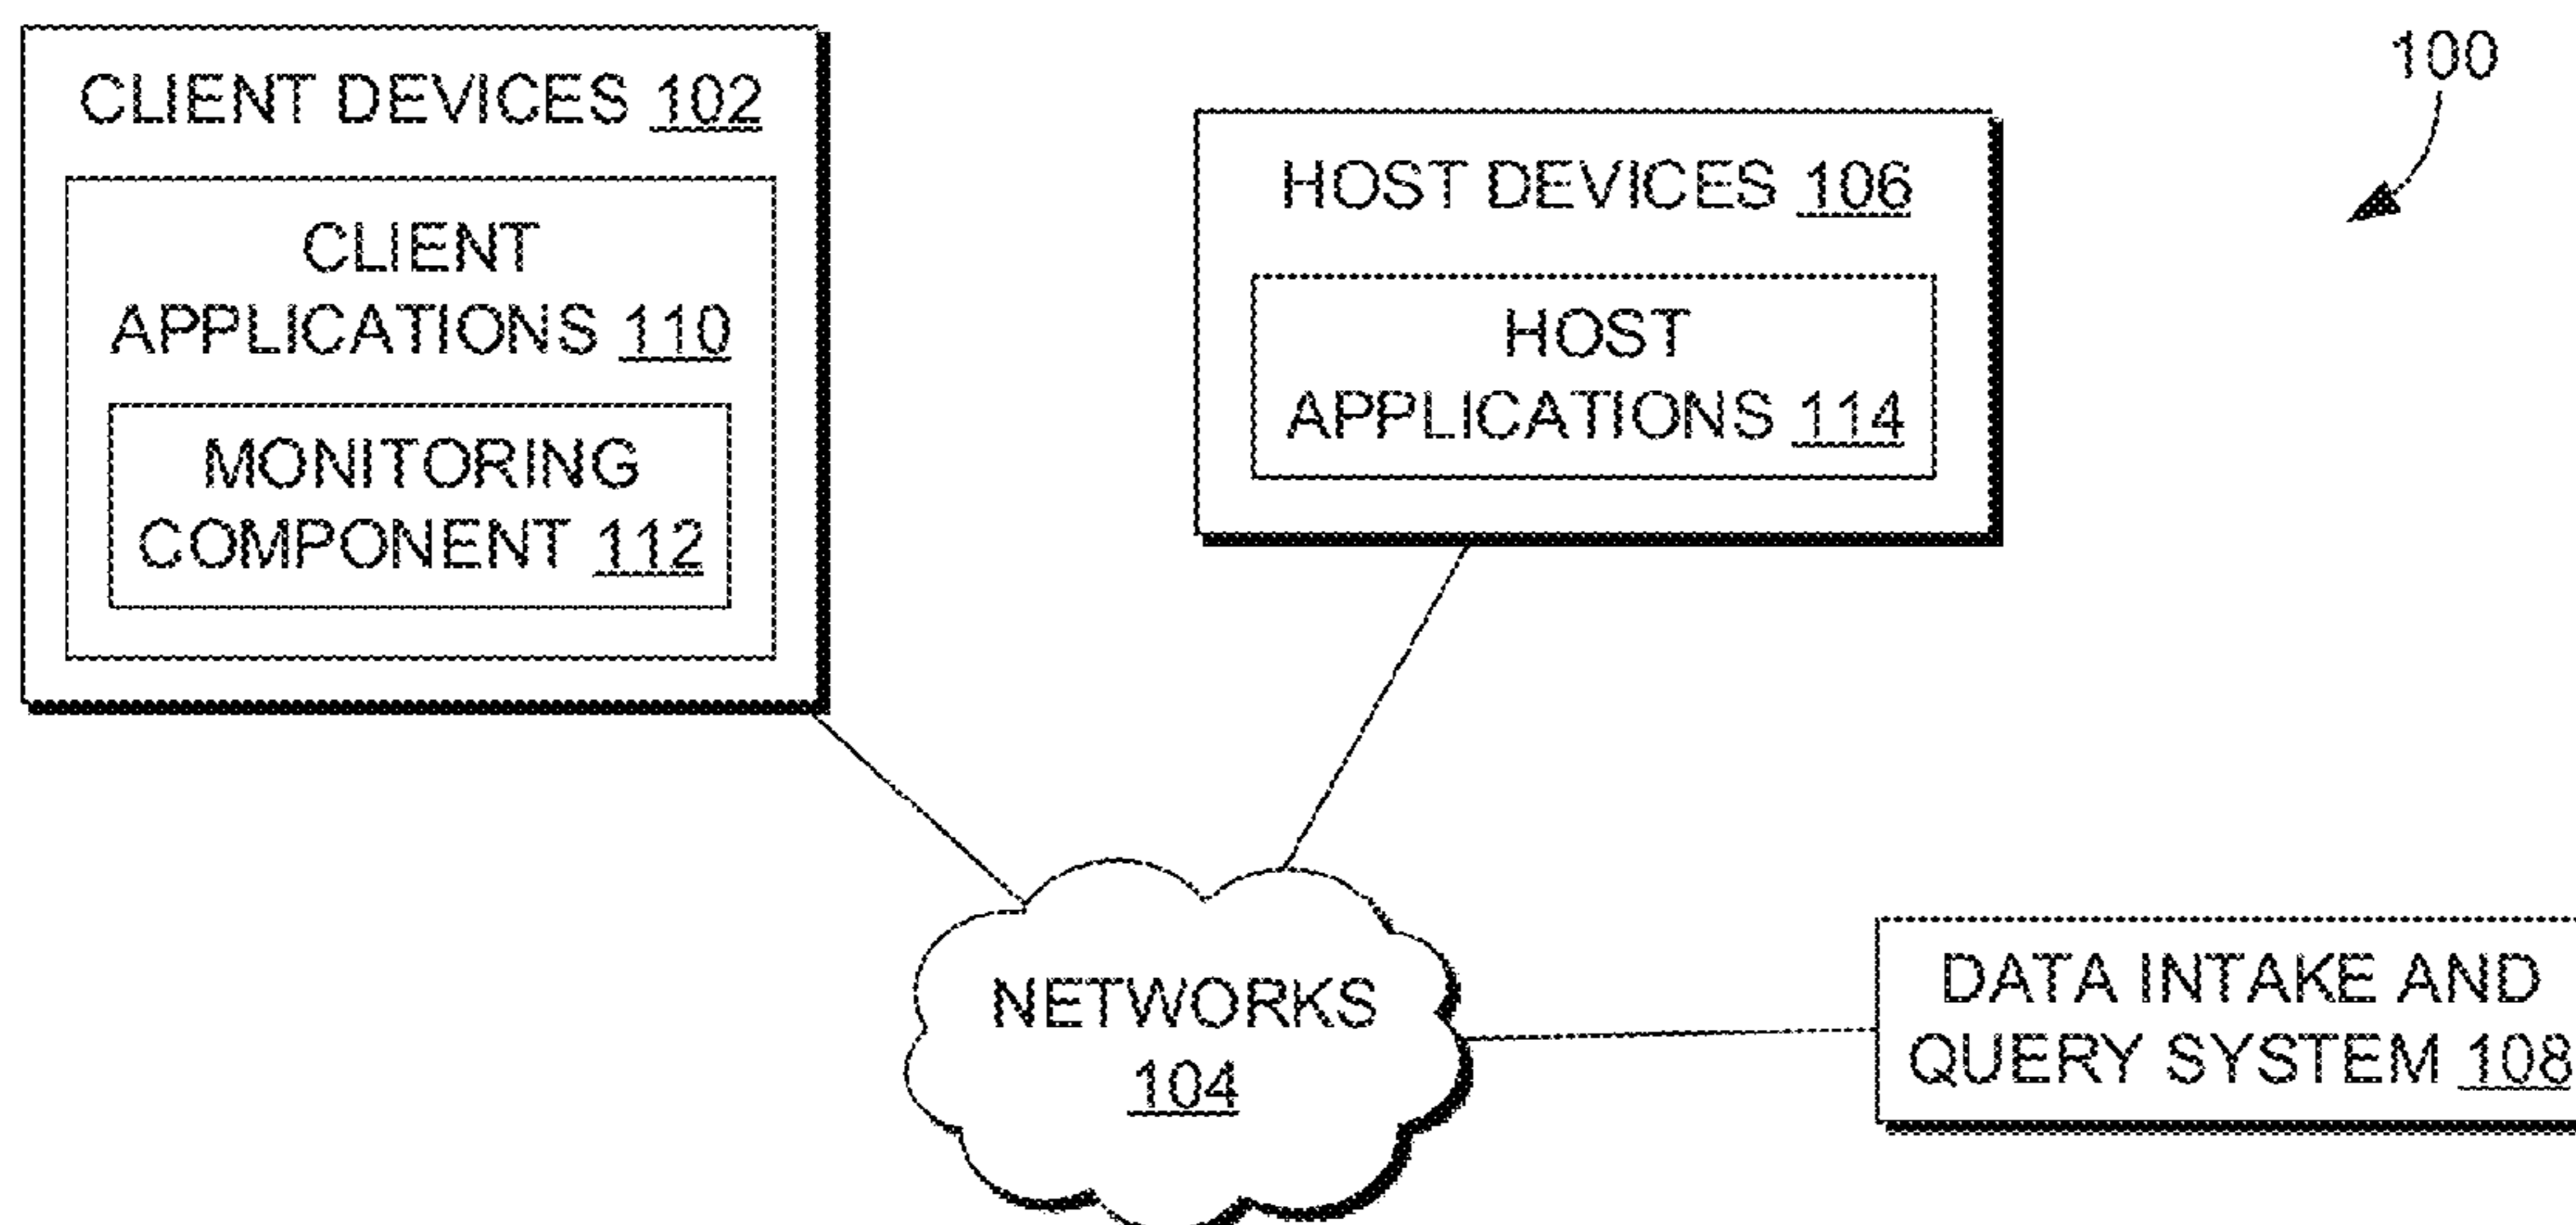 CLIENT DEVICES 102
CLIENT
APPLICATIONS 110
MONITORING
COMPONENT 112
HOST DEVICES 106
HOST
APPLICATIONS 114
100
NETWORKS
104
DATA INTAKE AND
QUERY SYSTEM 108